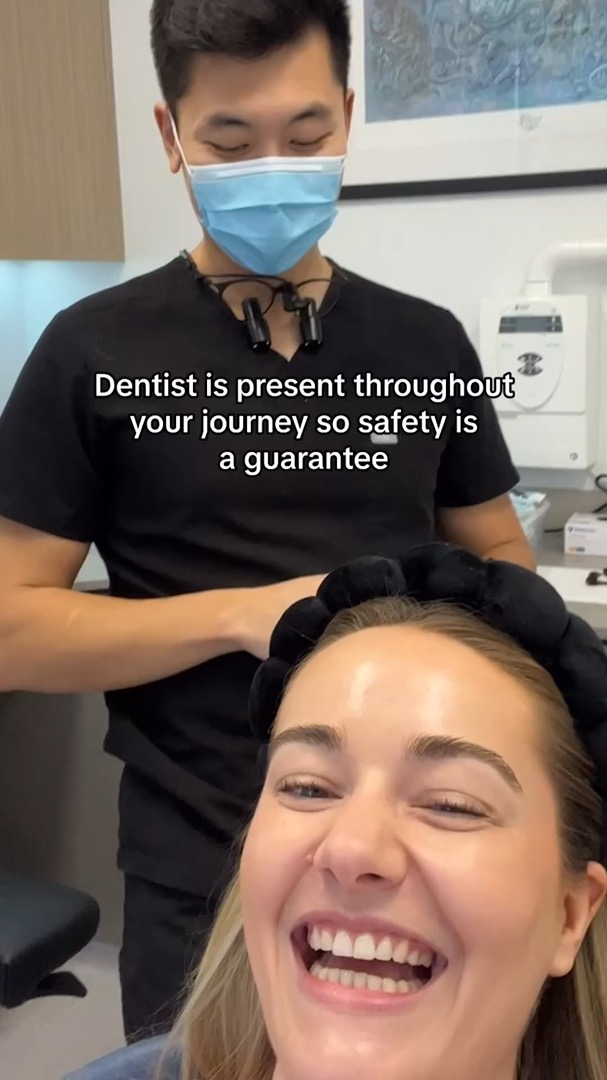 Dentist is present throughout
your journey so safety is
a guarantee